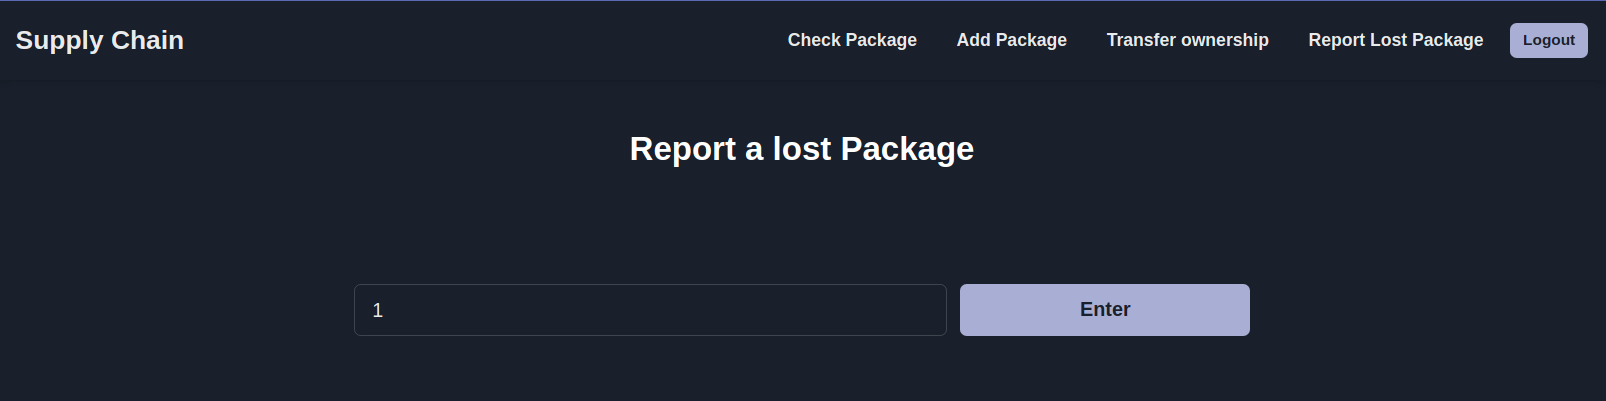 Supply Chain
Check Package
Add Package
Transfer ownership
Report Lost Package
Logout
Report a lost Package
1
Enter